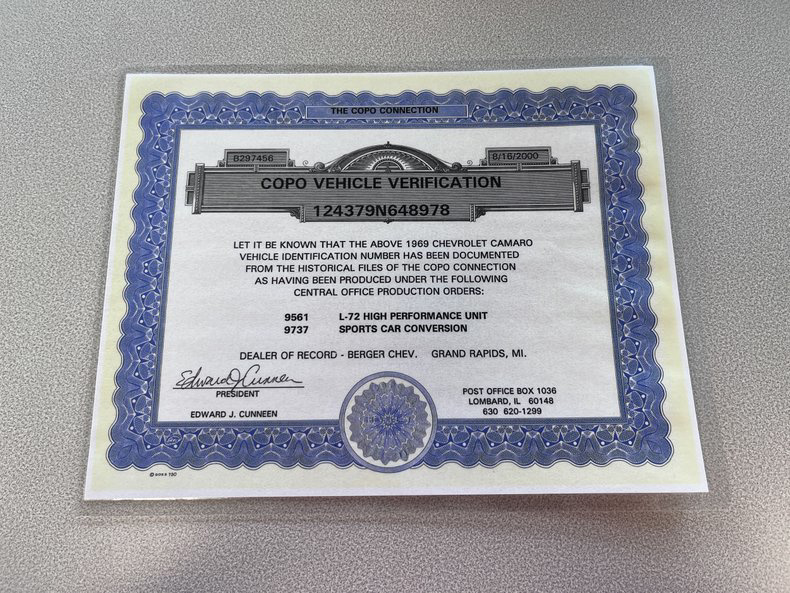 THE COPO CONNECTION
B297456
8/16/2000
COPO VEHICLE VERIFICATION
124379N648978
LET IT BE KNOWN THAT THE ABOVE 1969 CHEVROLET CAMARO
VEHICLE IDENTIFICATION NUMBER HAS BEEN DOCUMENTED
FROM THE HISTORICAL FILES OF THE COPO CONNECTION
AS HAVING BEEN PRODUCED UNDER THE FOLLOWING
CENTRAL OFFICE PRODUCTION ORDERS:
9561 L-72 HIGH PERFORMANCE UNIT
9737 SPORTS CAR CONVERSION
DEALER OF RECORD - BERGER CHEV. GRAND RAPIDS, MI.
Edward J. Cunneen
PRESIDENT
EDWARD J. CUNNEEN
POST OFFICE BOX 1036
LOMBARD, IL 60148
630 620-1299
© GOES 190